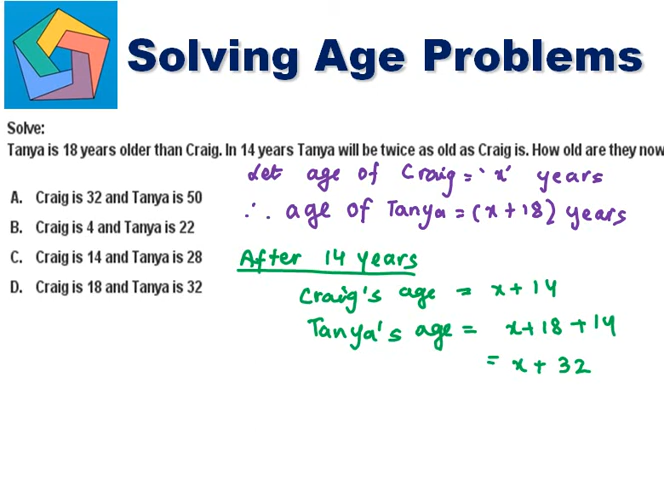 Solving Age Problems
Solve:
Tanya is 18 years older than Craig. In 14 years Tanya will be twice as old as Craig is. How old are they now
Let age of Craig = 'x' years
A. Craig is 32 and Tanya is 50
∴ age of Tanya = (x+18) years
B. Craig is 4 and Tanya is 22
After 14 years
C. Craig is 14 and Tanya is 28
D. Craig is 18 and Tanya is 32
Craig's age = x+14
Tanya's age = x+18+14
= x+32